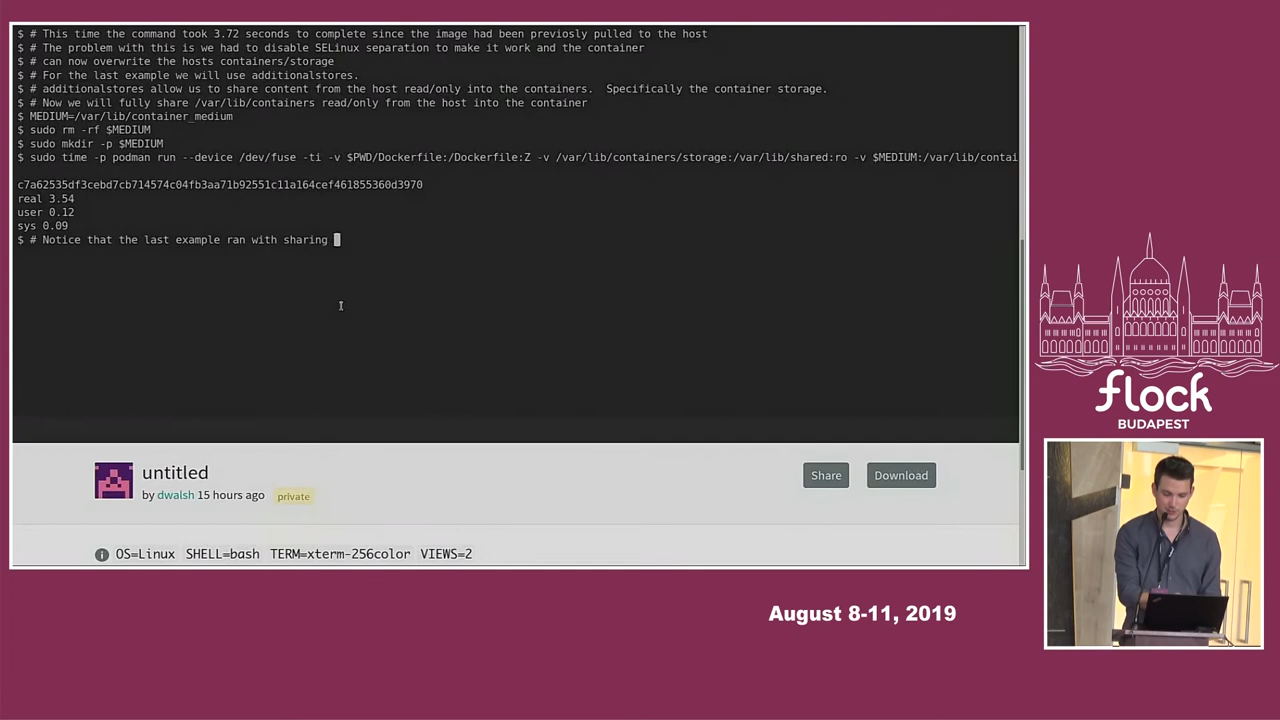 $ # This time the command took 3.72 seconds to complete since the image had been previosly pulled to the host
$ # The problem with this is we had to disable SELinux separation to make it work and the container
$ # can now overwrite the hosts containers/storage
$ # For the last example we will use additionalstores.
$ # additionalstores allow us to share content from the host read/only into the containers.  Specifically the container storage.
$ # Now we will fully share /var/lib/containers read/only from the host into the container
$ MEDIUM=/var/lib/container_medium
$ sudo rm -rf $MEDIUM
$ sudo mkdir -p $MEDIUM
$ sudo time -p podman run --device /dev/fuse -ti -v $PWD/Dockerfile:/Dockerfile:Z -v /var/lib/containers/storage:/var/lib/shared:ro -v $MEDIUM:/var/lib/contai
c7a62535df3cebd7cb714574c04fb3aa71b92551c11a164cef461855360d3970
real 3.54
user 0.12
sys 0.09
$ # Notice that the last example ran with sharing
flock
BUDAPEST
untitled
by dwalsh 15 hours ago private
Share
Download
OS=Linux SHELL=bash TERM=xterm-256color VIEWS=2
August 8-11, 2019